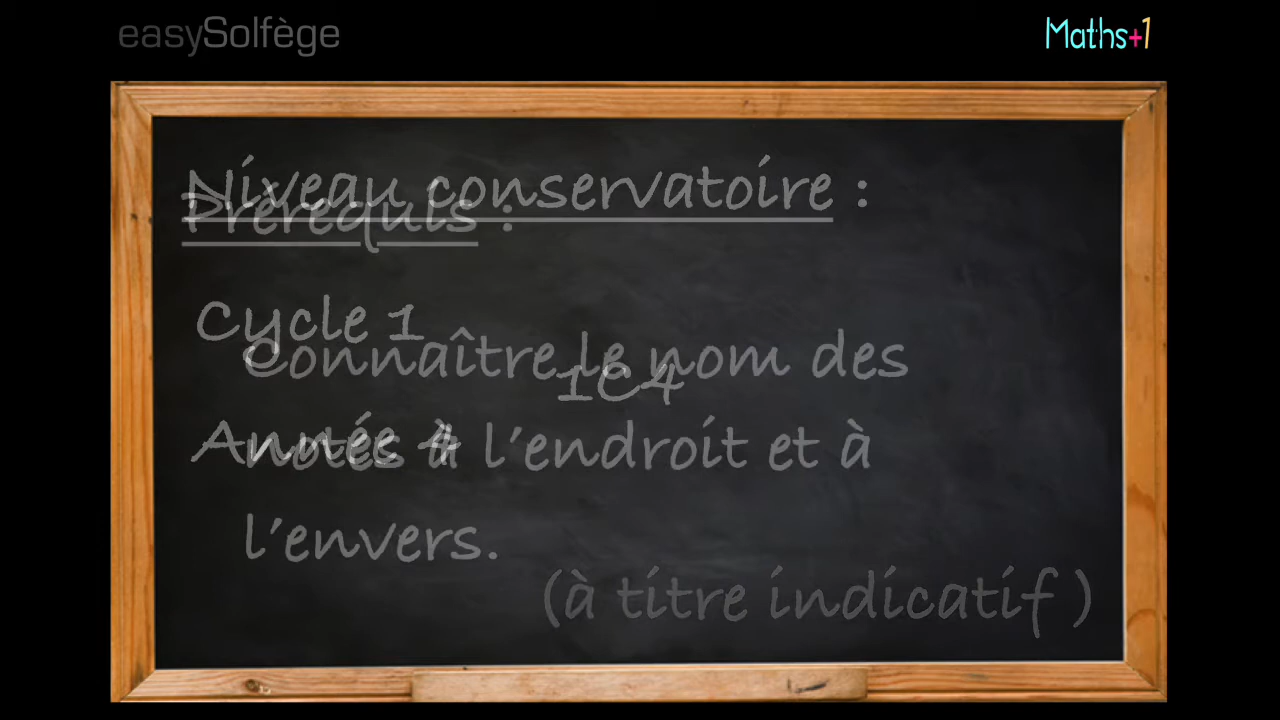 easySolfège
Maths+1
Niveau conservatoire :
Prérequis :
Cycle 1
Connaître le nom des
1C4
Année 4
notes à l'endroit et à
l'envers.
(à titre indicatif)